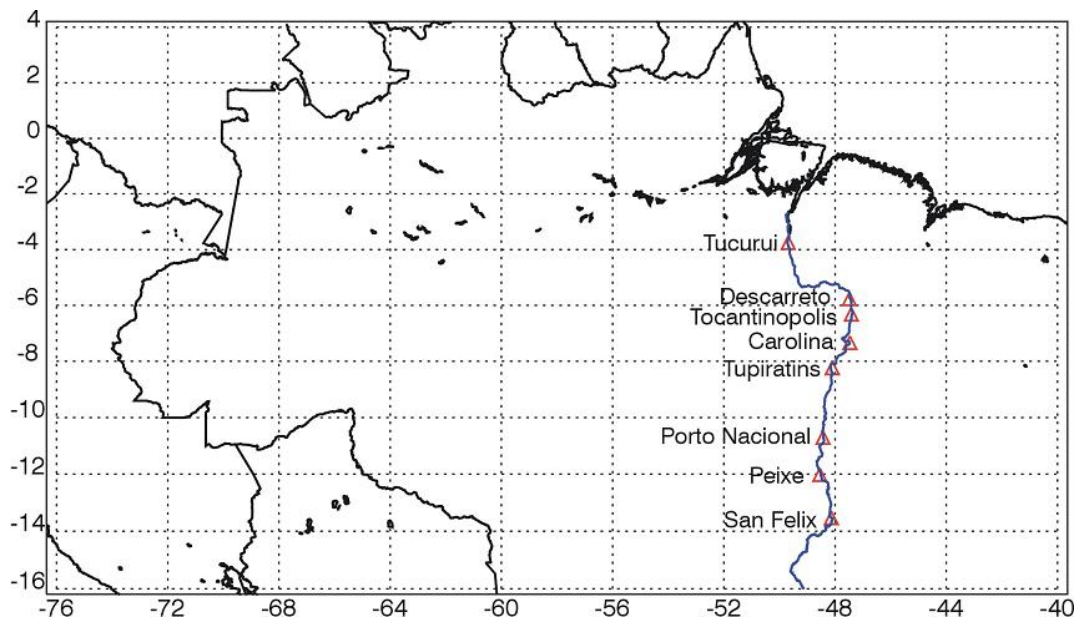 4
2
0
-2
-4
Tucurui
-6
Descarreto
Tocantinopolis
-8
Carolina
Tupiratins
-10
Porto Nacional
-12
Peixe
-14
San Felix
-16
-76 -72 -68 -64 -60 -56 -52 -48 -44 -40